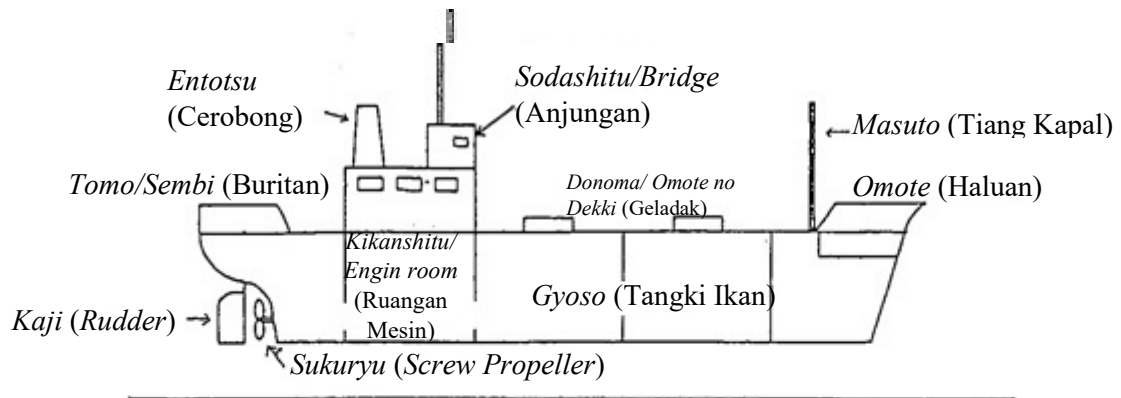 Entotsu
(Cerobong)
Sodashitu/Bridge
(Anjungan)
Masuto (Tiang Kapal)
Tomo/Sembi (Buritan)
Donoma/ Omote no
Dekki (Geladak)
Omote (Haluan)
Kikanshitu/
Engin room
(Ruangan
Mesin)
Gyoso (Tangki Ikan)
Kaji (Rudder)
Sukuryu (Screw Propeller)